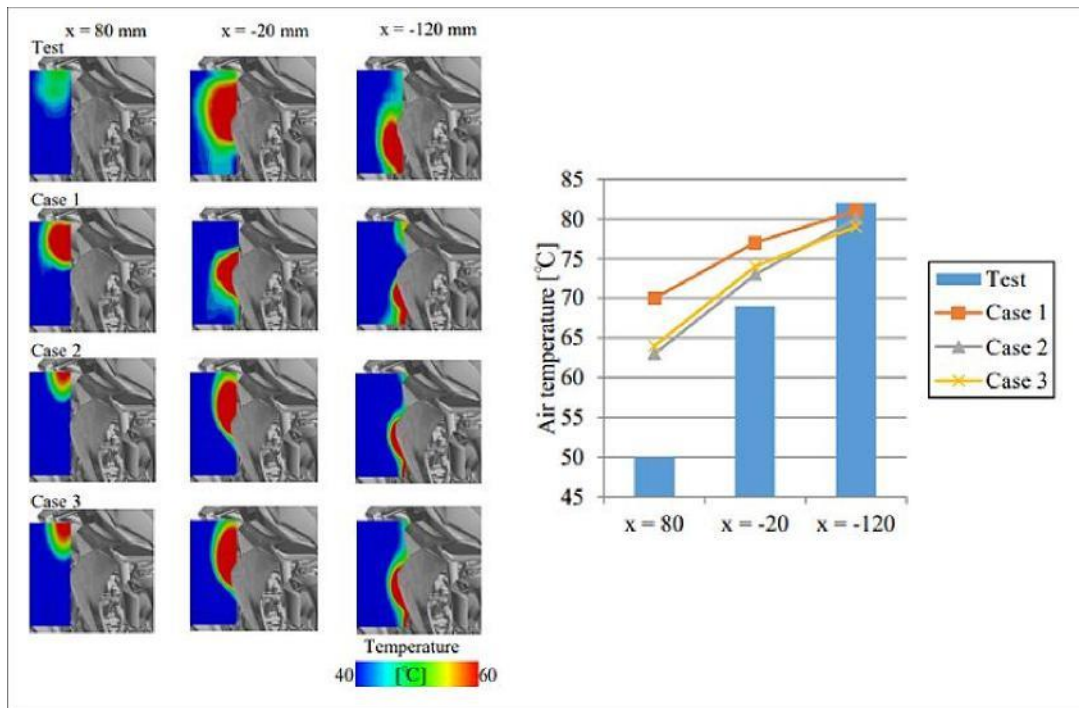 x = 80 mm
x = -20 mm
x = -120 mm
Test
Case 1
Case 2
Case 3
Temperature
40 [℃] 60
Air temperature [℃]
85
80
75
70
65
60
55
50
45
x = 80
x = -20
x = -120
Test
Case 1
Case 2
Case 3